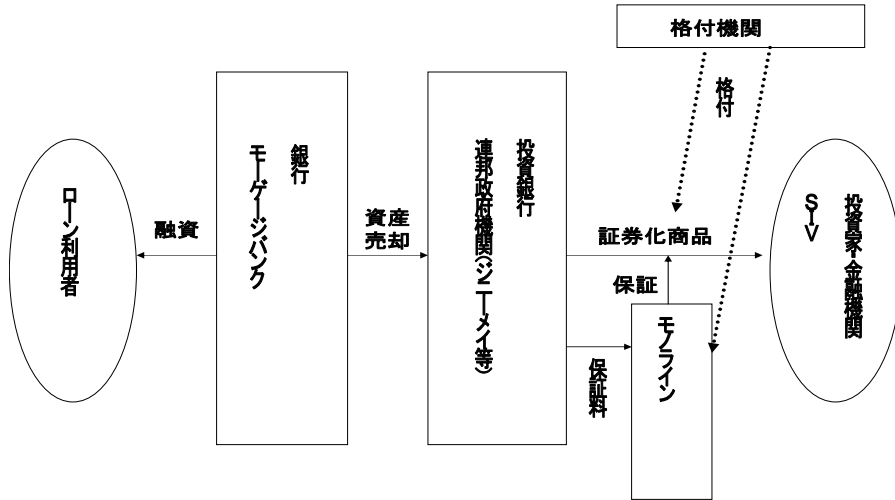 格付機関
格付
銀行
モーゲージバンク
投資銀行
連邦政府機関(ジニーメイ等)
投資家・金融機関
SIV
ローン利用者
融資
資産
売却
証券化商品
保証
モノライン
保証料